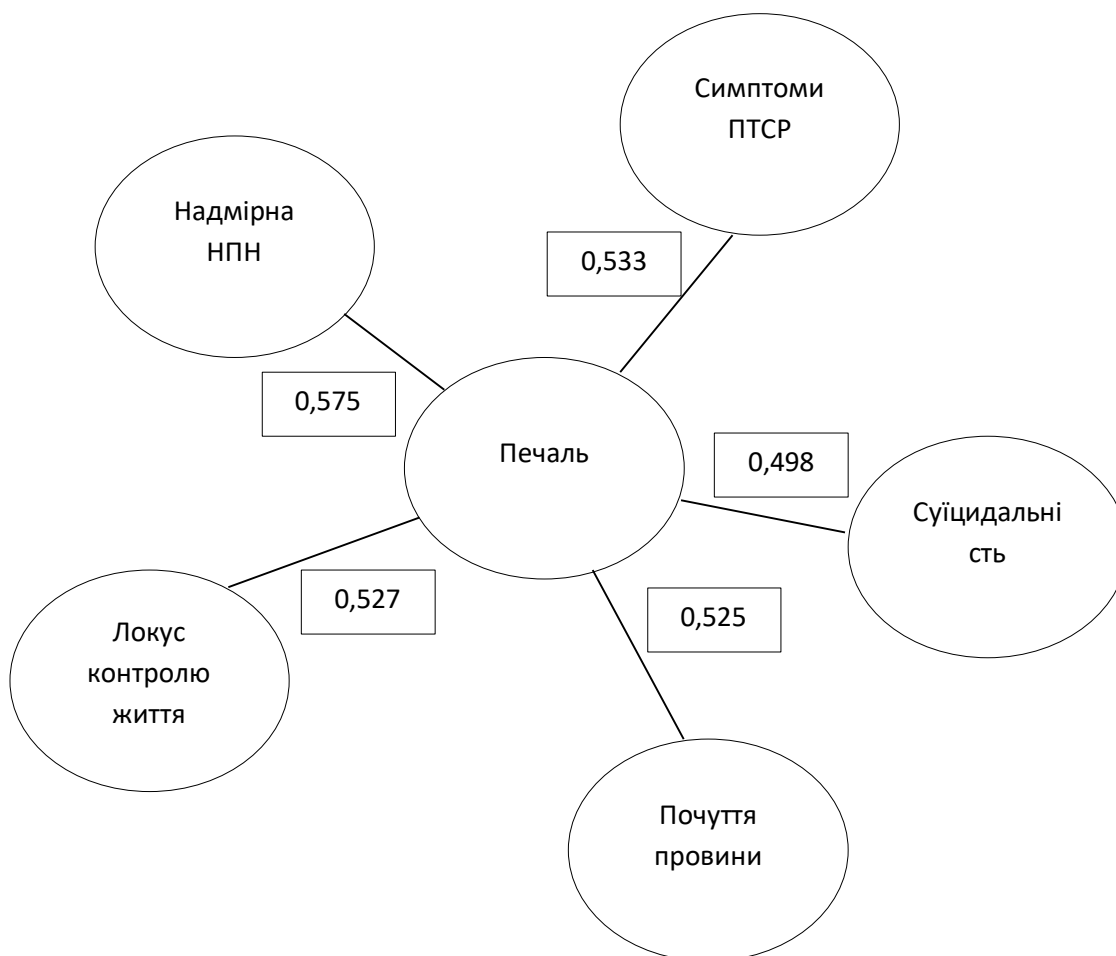 Симптоми
ПТСР
Надмірна
НПН
0,533
0,575
Печаль
0,498
Суїцидальні
сть
0,527
0,525
Локус
контролю
життя
Почуття
провини